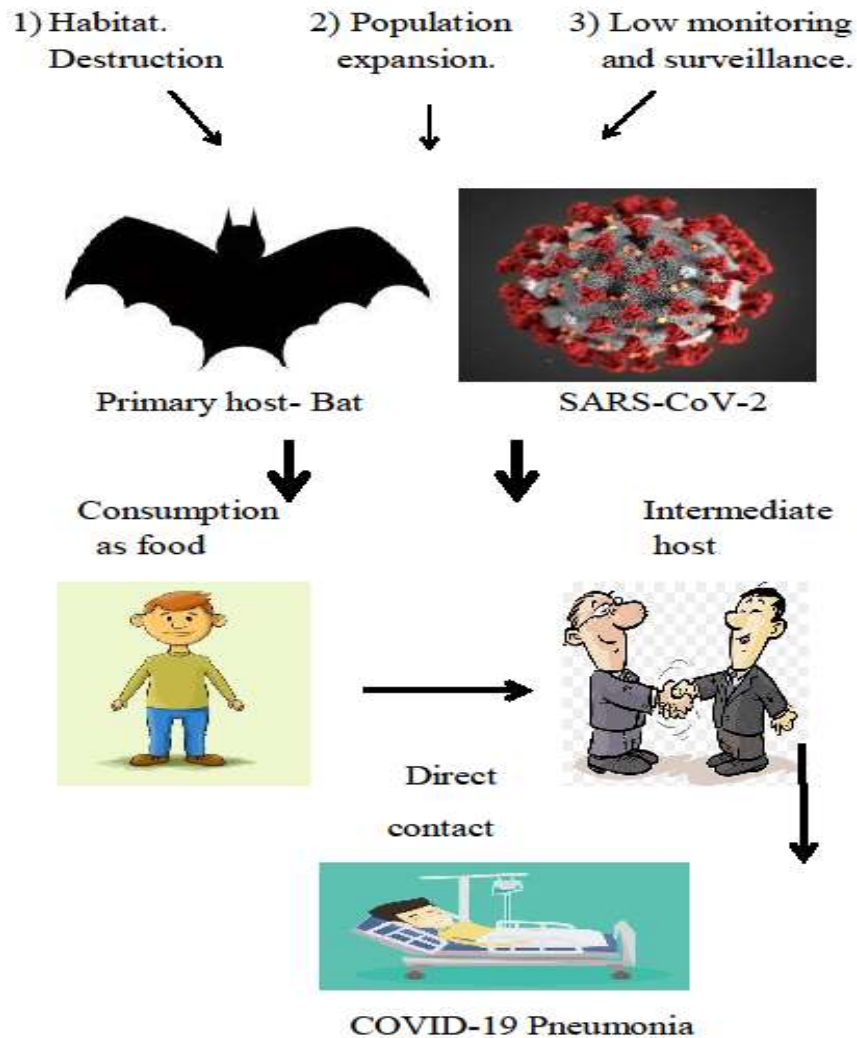 1) Habitat. Destruction
2) Population expansion.
3) Low monitoring and surveillance.
Primary host- Bat
SARS-CoV-2
Consumption as food
Intermediate host
Direct
contact
COVID-19 Pneumonia